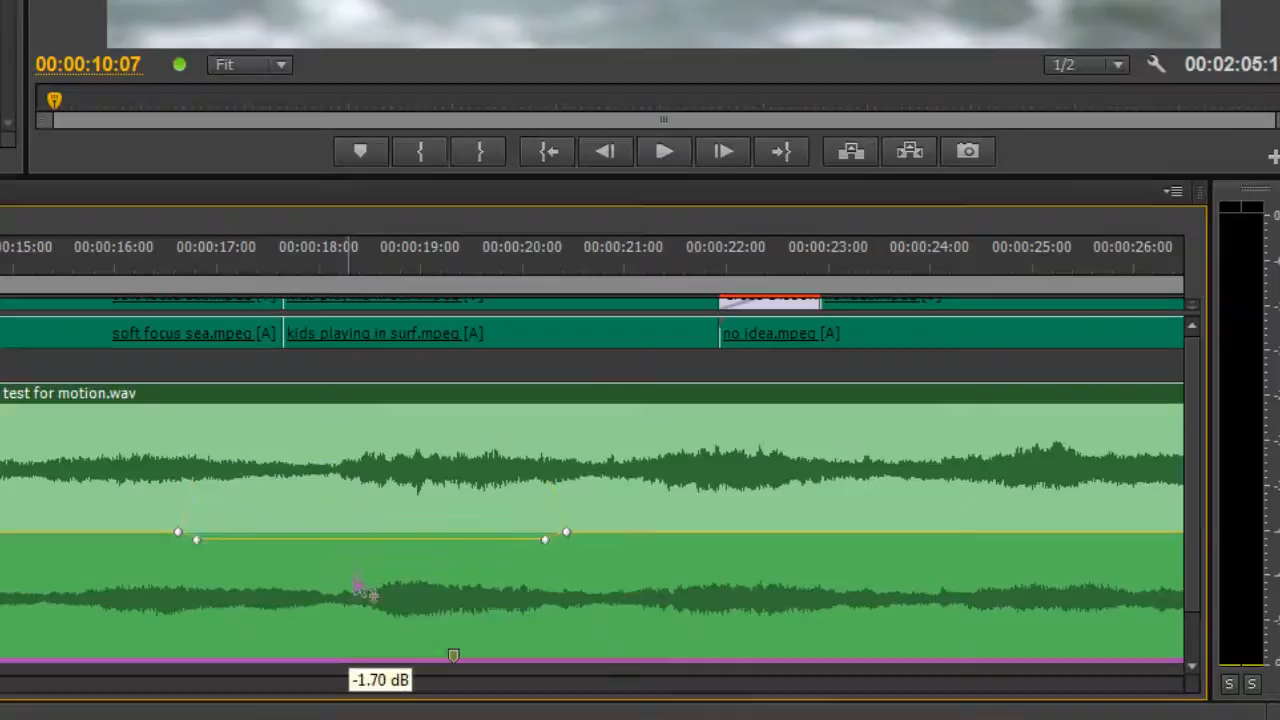 00:00:10:07 Fit 1/2 00:02:05:1
0:15:00 00:00:16:00 00:00:17:00 00:00:18:00 00:00:19:00 00:00:20:00 00:00:21:00 00:00:22:00 00:00:23:00 00:00:24:00 00:00:25:00 00:00:26:00
soft focus sea.mpeg [A] kids playing in surf.mpeg [A] no idea.mpeg [A]
test for motion.wav
-1.70 dB
S S